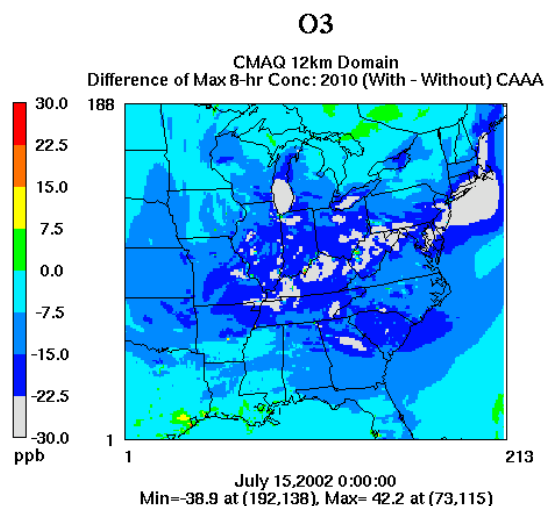 O3
CMAQ 12km Domain
Difference of Max 8-hr Conc: 2010 (With - Without) CAAA
30.0
22.5
15.0
7.5
0.0
-7.5
-15.0
-22.5
-30.0
ppb
188
1
1
213
July 15,2002 0:00:00
Min=-38.9 at (192,138), Max= 42.2 at (73,115)